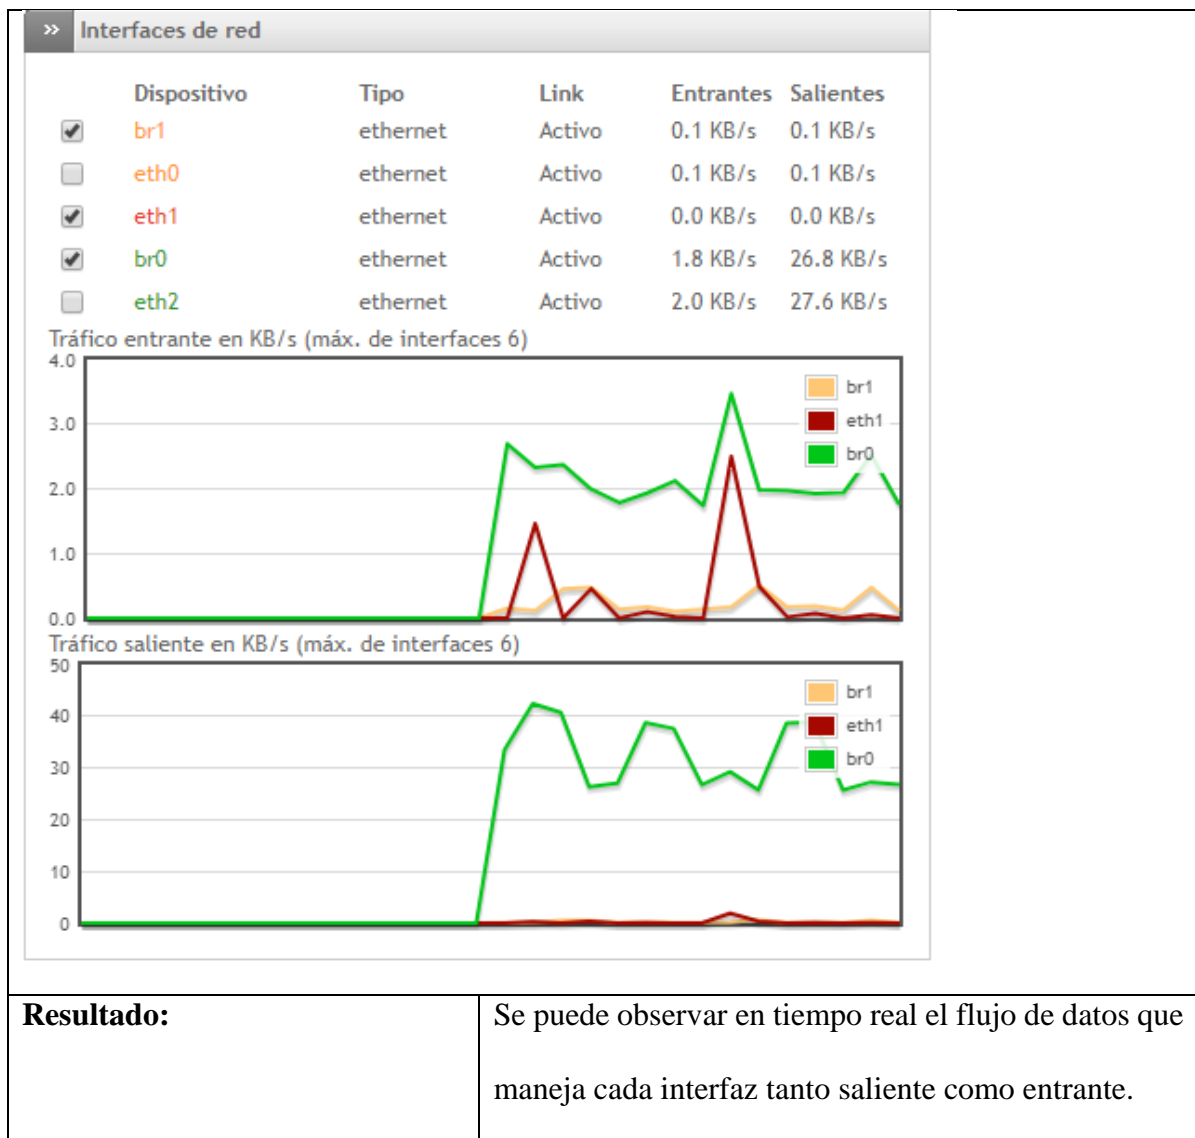 » Interfaces de red
Dispositivo Tipo Link Entrantes Salientes
br1 ethernet Activo 0.1 KB/s 0.1 KB/s
eth0 ethernet Activo 0.1 KB/s 0.1 KB/s
eth1 ethernet Activo 0.0 KB/s 0.0 KB/s
br0 ethernet Activo 1.8 KB/s 26.8 KB/s
eth2 ethernet Activo 2.0 KB/s 27.6 KB/s
Tráfico entrante en KB/s (máx. de interfaces 6)
4.0
3.0
2.0
1.0
0.0
br1
eth1
br0
Tráfico saliente en KB/s (máx. de interfaces 6)
50
40
30
20
10
0
br1
eth1
br0
Resultado: Se puede observar en tiempo real el flujo de datos que
maneja cada interfaz tanto saliente como entrante.